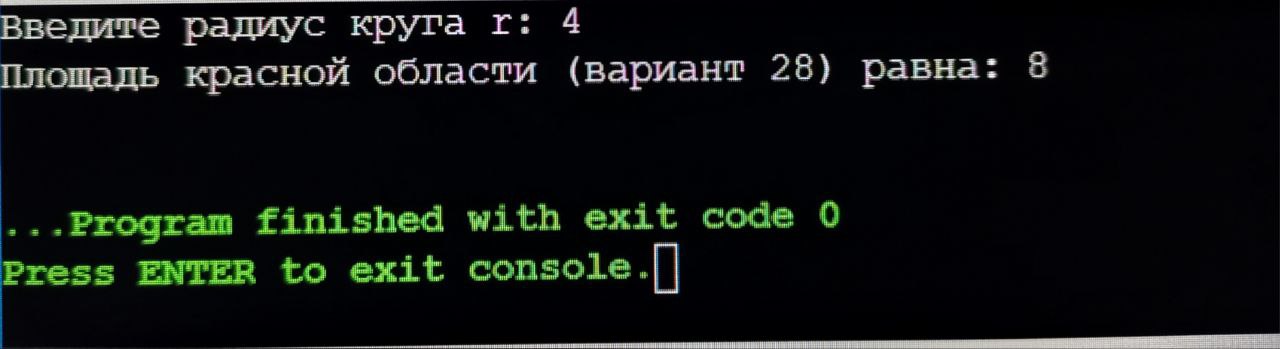 Введите радиус круга r: 4
Площадь красной области (вариант 28) равна: 8
...Program finished with exit code 0
Press ENTER to exit console.